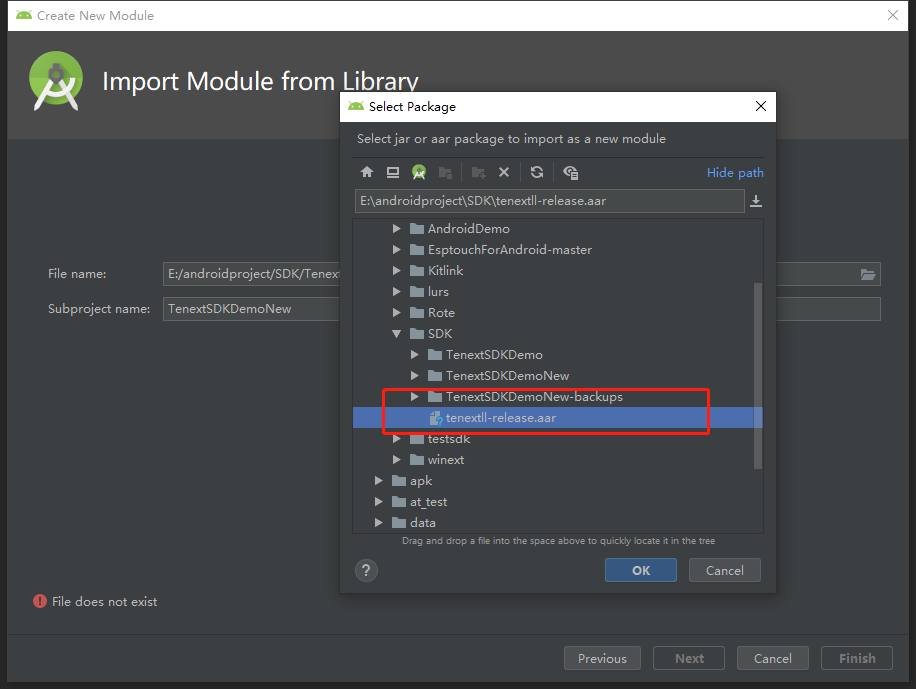 Create New Module
Import Module from Library
Select Package
Select jar or aar package to import as a new module
Hide path
E:\androidproject\SDK\tenextll-release.aar
AndroidDemo
EsptouchForAndroid-master
Kitlink
lurs
Rote
SDK
TenextSDKDemo
TenextSDKDemoNew
TenextSDKDemoNew-backups
tenextll-release.aar
testsdk
winext
apk
at_test
data
Drag and drop a file into the space above to quickly locate it in the tree
? OK Cancel
File name: E:/androidproject/SDK/Tenext
Subproject name: TenextSDKDemoNew
File does not exist
Previous Next Cancel Finish